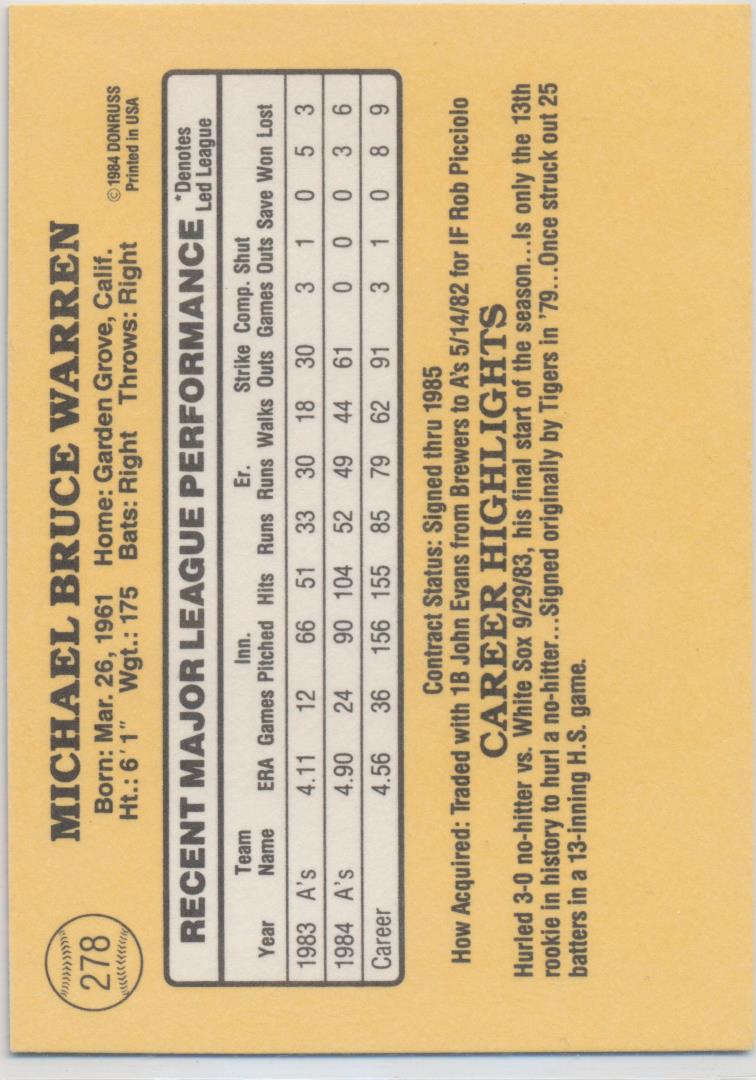 278
MICHAEL BRUCE WARREN
Born: Mar. 26, 1961 Home: Garden Grove, Calif. ©1984 DONRUSS
Ht.: 6'1" Wgt.: 175 Bats: Right Throws: Right Printed in USA
RECENT MAJOR LEAGUE PERFORMANCE *Denotes Led League
Team Inn. Er. Strike Comp. Shut
Year Name ERA Games Pitched Hits Runs Runs Walks Outs Games Outs Save Won Lost
1983 A's 4.11 12 66 51 33 30 18 30 3 1 0 5 3
1984 A's 4.90 24 90 104 52 49 44 61 0 0 0 3 6
Career 4.56 36 156 155 85 79 62 91 3 1 0 8 9
Contract Status: Signed thru 1985
How Acquired: Traded with 1B John Evans from Brewers to A's 5/14/82 for IF Rob Picciolo
CAREER HIGHLIGHTS
Hurled 3-0 no-hitter vs. White Sox 9/29/83, his final start of the season...Is only the 13th
rookie in history to hurl a no-hitter...Signed originally by Tigers in '79...Once struck out 25
batters in a 13-inning H.S. game.